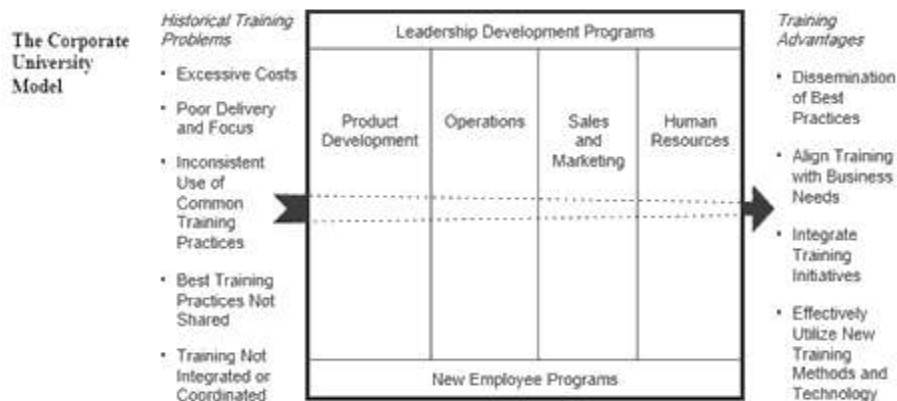 The Corporate
University
Model
Historical Training
Problems
• Excessive Costs
• Poor Delivery
and Focus
• Inconsistent
Use of
Common
Training
Practices
• Best Training
Practices Not
Shared
• Training Not
Integrated or
Coordinated
Leadership Development Programs
Product
Development
Operations
Sales
and
Marketing
Human
Resources
New Employee Programs
Training
Advantages
• Dissemination
of Best
Practices
• Align Training
with Business
Needs
• Integrate
Training
Initiatives
• Effectively
Utilize New
Training
Methods and
Technology